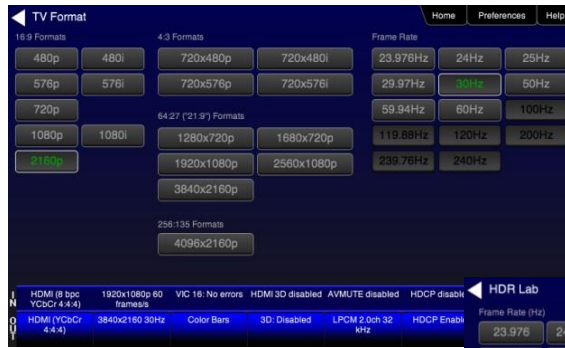 TV Format
Home Preferences Help
16:9 Formats 4:3 Formats Frame Rate
480p 480i 720x480p 720x480i 23.976Hz 24Hz 25Hz
576p 576i 720x576p 720x576i 29.97Hz 30Hz 50Hz
720p 59.94Hz 60Hz 100Hz
64:27 ("21:9") Formats
1080p 1080i 1280x720p 1680x720p 119.88Hz 120Hz 200Hz
2160p 1920x1080p 2560x1080p 239.76Hz 240Hz
3840x2160p
256:135 Formats
4096x2160p
IN
HDMI (8 bpc YCbCr 4:4:4) 1920x1080p 60 frames/s VIC 16: No errors HDMI 3D disabled AVMUTE disabled HDCP disable
OUT
HDMI (YCbCr 4:4:4) 3840x2160 30Hz Color Bars 3D: Disabled LPCM 2.0ch 32 kHz HDCP Enabl
HDR Lab
Frame Rate (Hz)
23.976 2